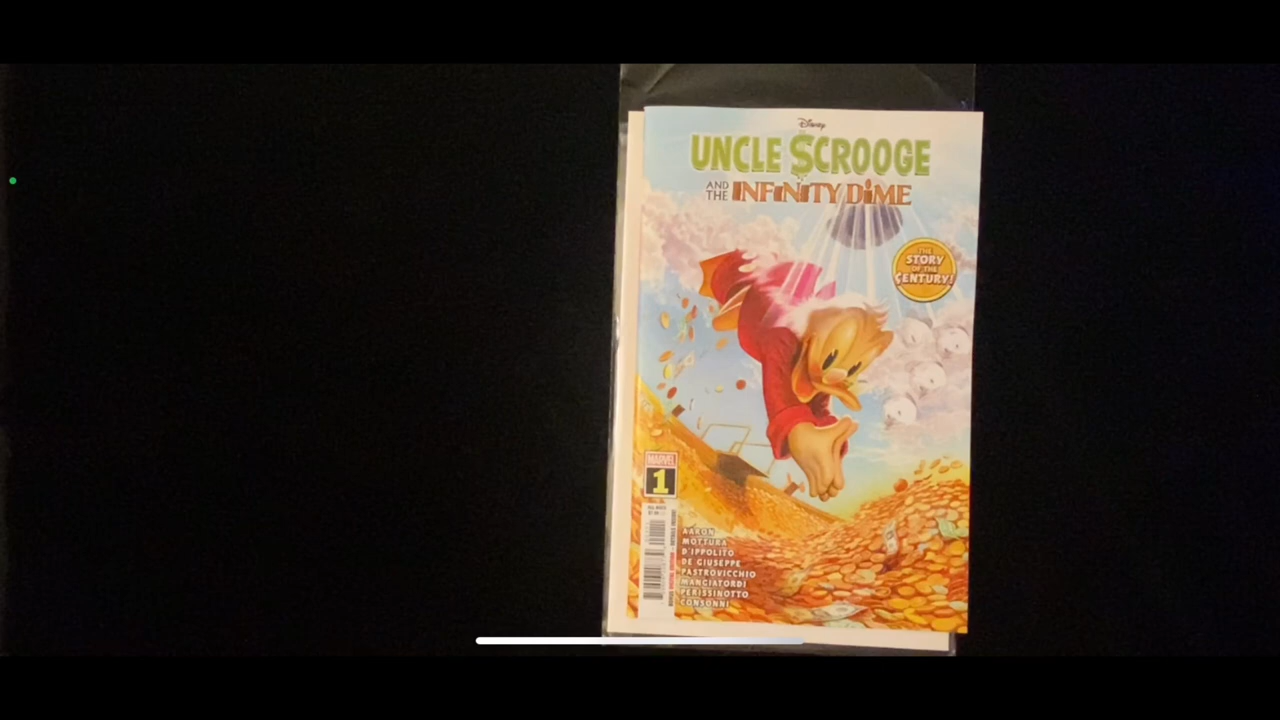 Disney
UNCLE SCROOGE
AND THE INFINITY DIME
THE
STORY
OF THE
CENTURY!
MARVEL
1
AARON
MOTTURA
D'IPPOLITO
DE GIUSEPPE
PASTROVICCHIO
MANGIATORDI
PERISSINOTTO
CONSONNI